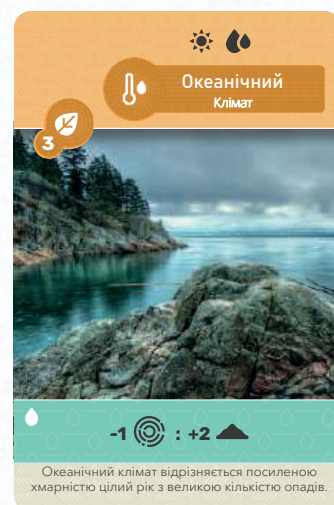 Океанічний
Клімат
3
-1 : +2
Океанічний клімат відрізняється посиленою
хмарністю цілий рік з великою кількістю опадів.